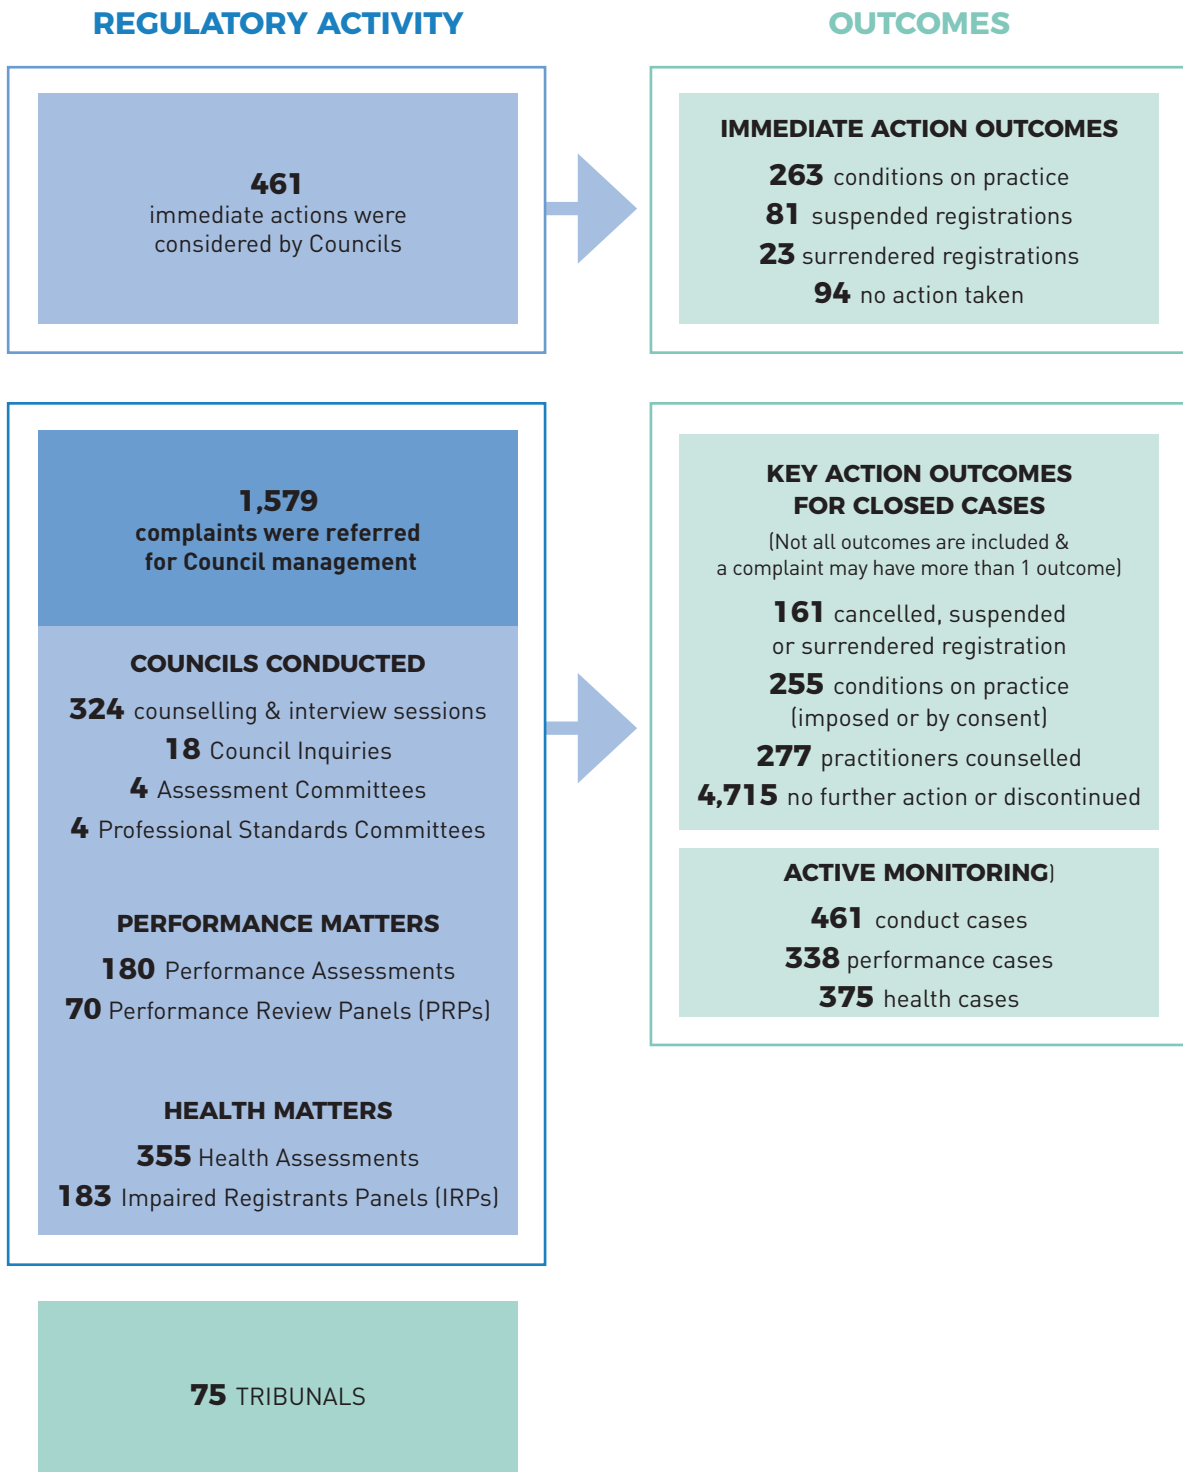 REGULATORY ACTIVITY
461
immediate actions were
considered by Councils
1,579
complaints were referred
for Council management
COUNCILS CONDUCTED
324 counselling & interview sessions
18 Council Inquiries
4 Assessment Committees
4 Professional Standards Committees
PERFORMANCE MATTERS
180 Performance Assessments
70 Performance Review Panels (PRPs)
HEALTH MATTERS
355 Health Assessments
183 Impaired Registrants Panels (IRPs)
75 TRIBUNALS
OUTCOMES
IMMEDIATE ACTION OUTCOMES
263 conditions on practice
81 suspended registrations
23 surrendered registrations
94 no action taken
KEY ACTION OUTCOMES
FOR CLOSED CASES
(Not all outcomes are included &
a complaint may have more than 1 outcome)
161 cancelled, suspended
or surrendered registration
255 conditions on practice
(imposed or by consent)
277 practitioners counselled
4,715 no further action or discontinued
ACTIVE MONITORING)
461 conduct cases
338 performance cases
375 health cases